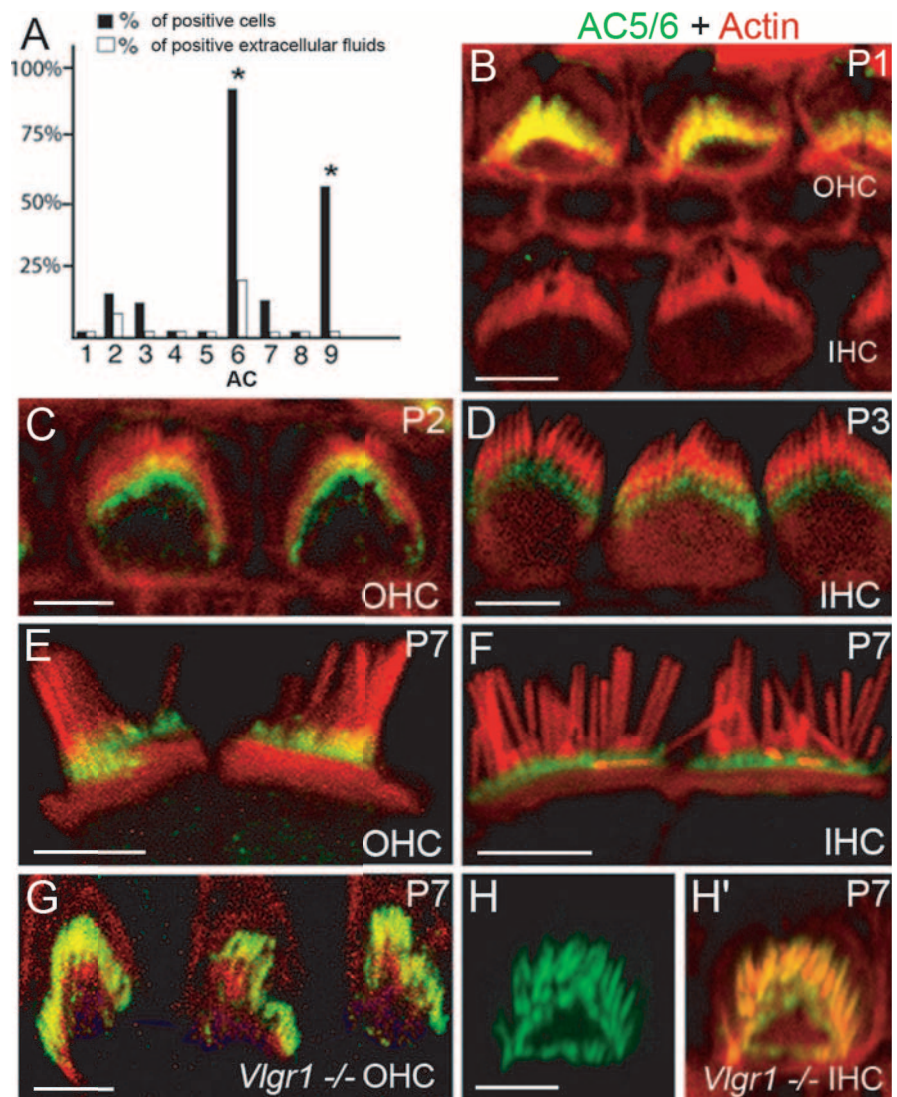 A
% of positive cells
% of positive extracellular fluids
100%
75%
50%
25%
* *
1 2 3 4 5 6 7 8 9
AC
AC5/6 + Actin
B P1
OHC
IHC
C P2
OHC
D P3
IHC
E P7
OHC
F P7
IHC
G P7
Vlgr1 -/- OHC
H
H' P7
Vlgr1 -/- IHC